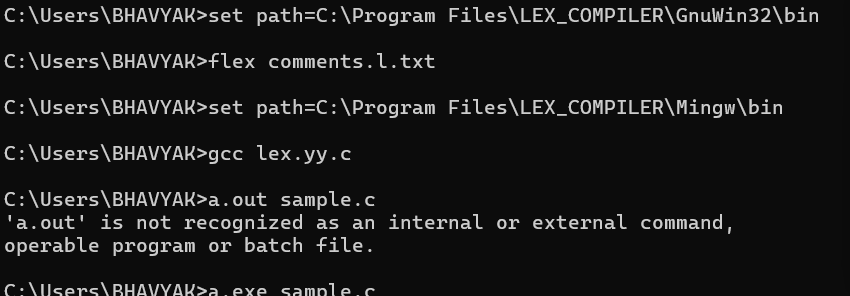 C:\Users\BHAVYAK>set path=C:\Program Files\LEX_COMPILER\GnuWin32\bin
C:\Users\BHAVYAK>flex comments.l.txt
C:\Users\BHAVYAK>set path=C:\Program Files\LEX_COMPILER\Mingw\bin
C:\Users\BHAVYAK>gcc lex.yy.c
C:\Users\BHAVYAK>a.out sample.c
'a.out' is not recognized as an internal or external command,
operable program or batch file.
C:\Users\BHAVYAK>a.exe sample.c